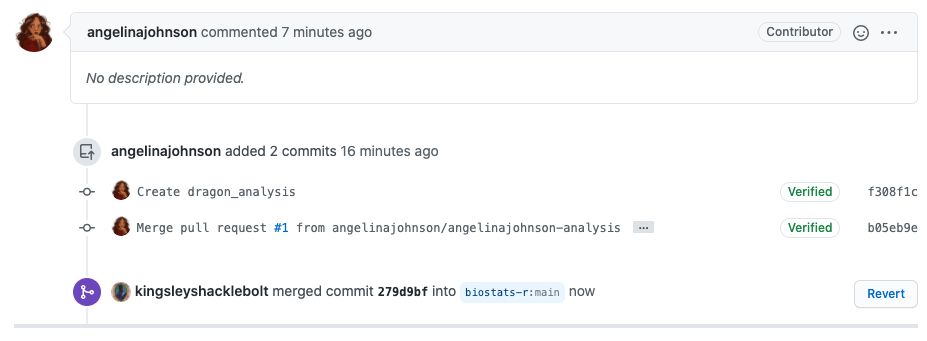 angelinajohnson commented 7 minutes ago Contributor
No description provided.
angelinajohnson added 2 commits 16 minutes ago
Create dragon_analysis Verified f308f1c
Merge pull request #1 from angelinajohnson/angelinajohnson-analysis … Verified b05eb9e
kingsleyshacklebolt merged commit 279d9bf into biostats-r:main now Revert